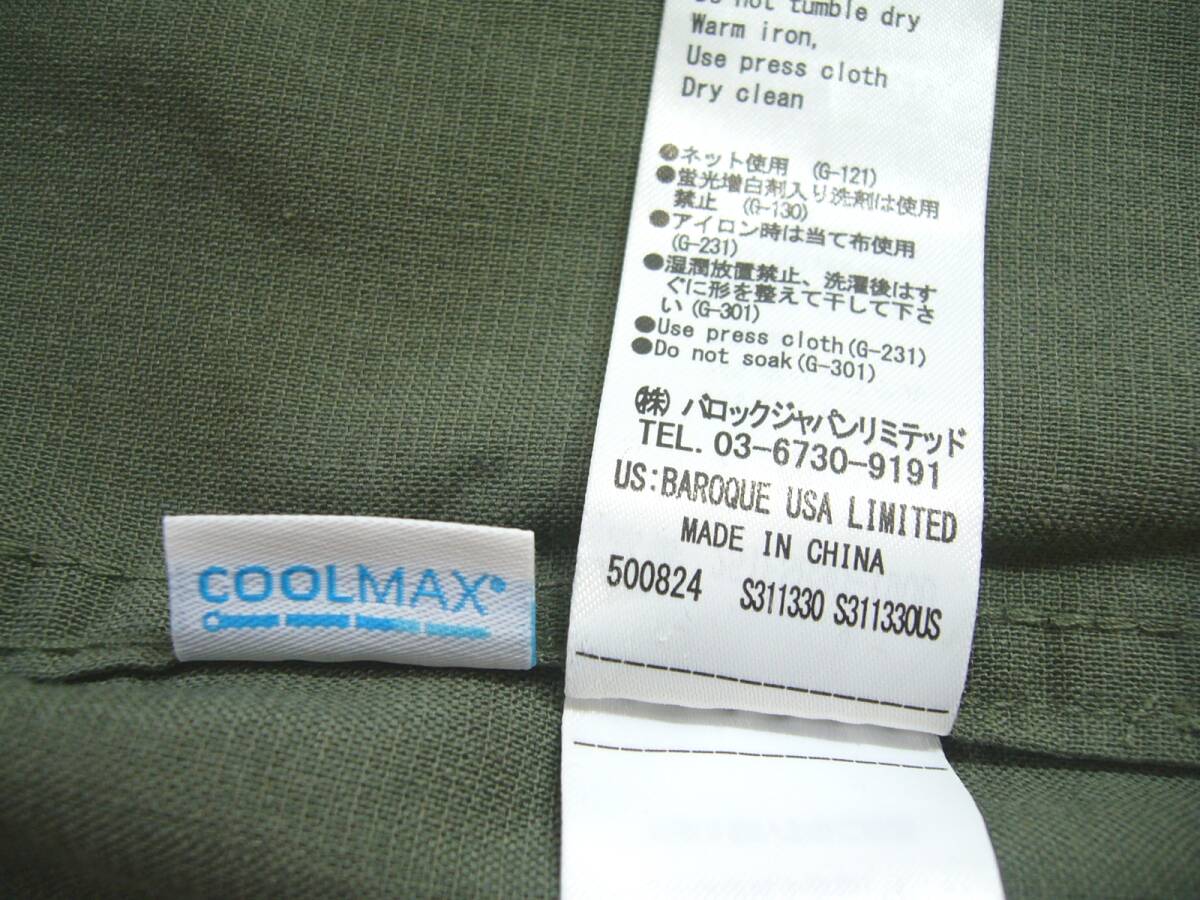 not tumble dry
Warm iron,
Use press cloth
Dry clean
●ネット使用 (G-121)
●蛍光増白剤入り洗剤は使用
禁止 (G-130)
●アイロン時は当て布使用
(G-231)
●湿潤放置禁止、洗濯後はす
ぐに形を整えて干して下さ
い(G-301)
●Use press cloth(G-231)
●Do not soak(G-301)
㈱ バロックジャパンリミテッド
TEL. 03-6730-9191
US:BAROQUE USA LIMITED
MADE IN CHINA
500824 S311330 S311330US
COOLMAX®